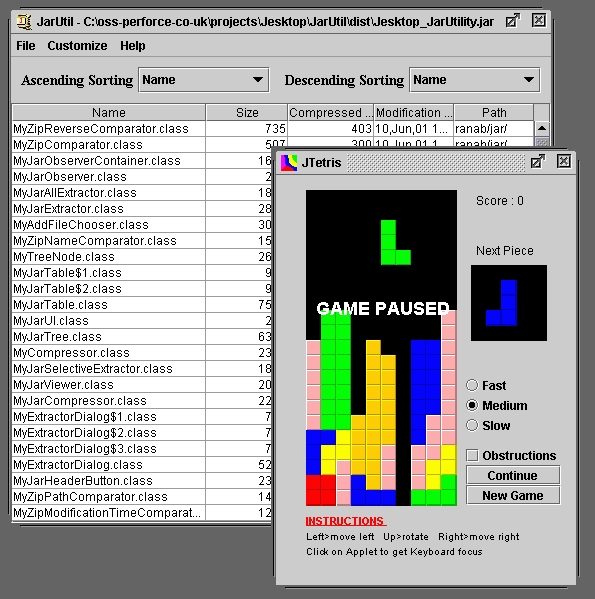 JarUtil - C:\oss-perforce-co-uk\projects\Jesktop\JarUtil\dist\Jesktop_JarUtility.jar
File Customize Help
Ascending Sorting Name Descending Sorting Name
Name Size Compressed ... Modification ... Path
MyZipReverseComparator.class 735 403 10,Jun,01 1... ranab/jar/
MyZipComparator.class 507 300 10,Jun,01 1... ranab/jar/
MyJarObserverContainer.class 16
MyJarObserver.class 2
MyJarAllExtractor.class 18
MyJarExtractor.class 28
MyAddFileChooser.class 30
MyZipNameComparator.class 15
MyTreeNode.class 26
MyJarTable$1.class 9
MyJarTable$2.class 9
MyJarTable.class 75
MyJarUI.class 2
MyJarTree.class 63
MyCompressor.class 23
MyJarSelectiveExtractor.class 18
MyJarViewer.class 20
MyJarCompressor.class 22
MyExtractorDialog$1.class 7
MyExtractorDialog$2.class 7
MyExtractorDialog$3.class 7
MyExtractorDialog.class 52
MyJarHeaderButton.class 23
MyZipPathComparator.class 14
MyZipModificationTimeComparat... 12
JTetris
Score : 0
Next Piece
GAME PAUSED
Fast
Medium
Slow
Obstructions
Continue
New Game
INSTRUCTIONS
Left>move left Up>rotate Right>move right
Click on Applet to get Keyboard focus